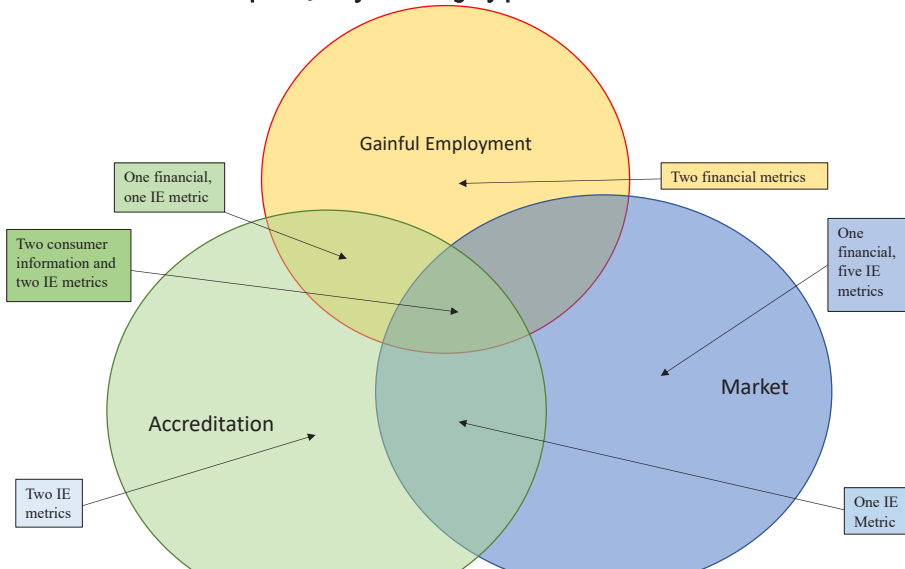 Gainful Employment
One financial,
one IE metric
Two financial metrics
Two consumer
information and
two IE metrics
One
financial,
five IE
metrics
Market
Accreditation
Two IE
metrics
One IE
Metric